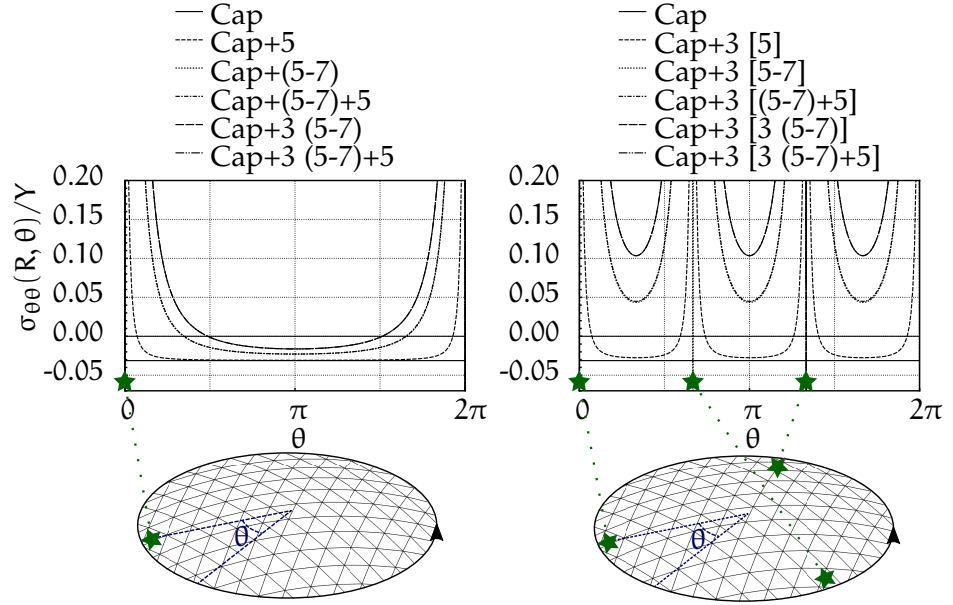 Cap
Cap+5
Cap+(5-7)
Cap+(5-7)+5
Cap+3 (5-7)
Cap+3 (5-7)+5
0.20
0.15
0.10
0.05
0.00
-0.05
σθθ(R,θ)/Y
0
π
2π
θ
θ
Cap
Cap+3 [5]
Cap+3 [5-7]
Cap+3 [(5-7)+5]
Cap+3 [3 (5-7)]
Cap+3 [3 (5-7)+5]
0.20
0.15
0.10
0.05
0.00
-0.05
0
π
2π
θ
θ